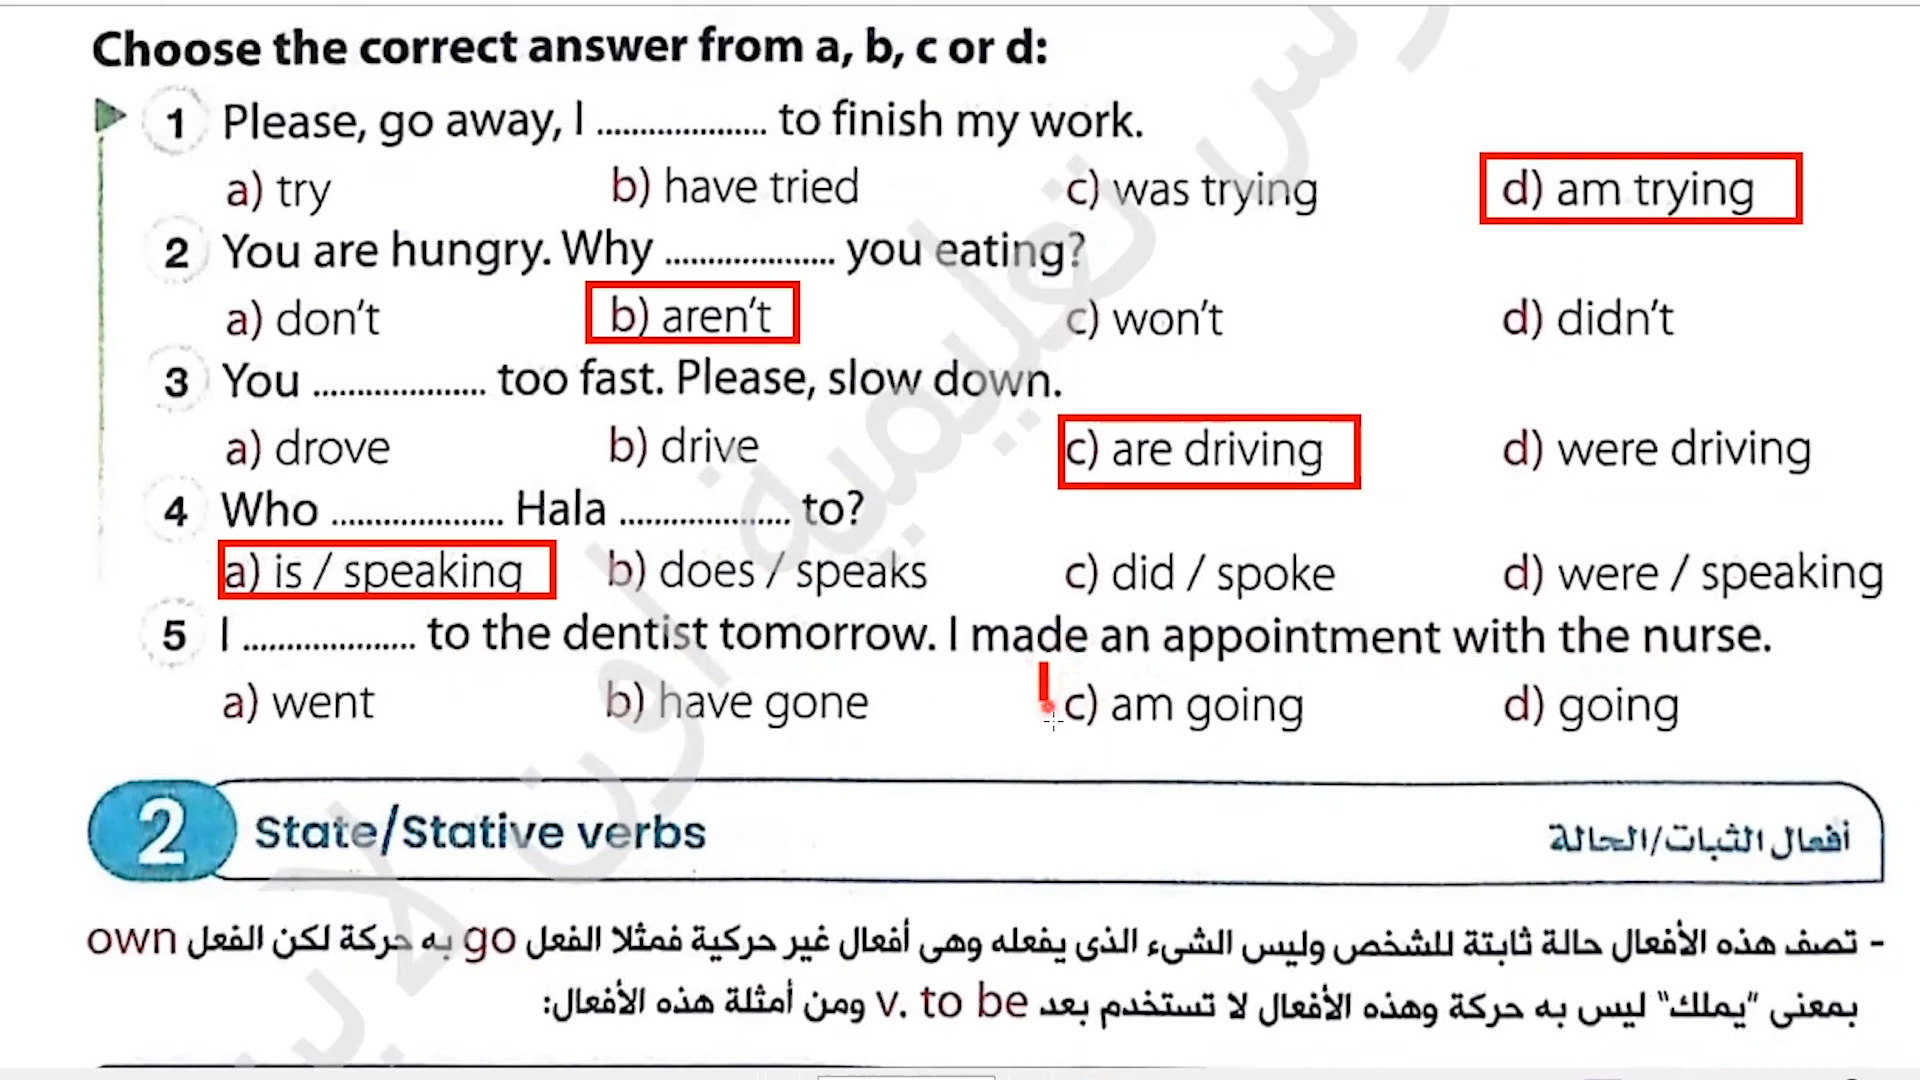 Choose the correct answer from a, b, c or d:
1 Please, go away, I .................... to finish my work.
a) try b) have tried c) was trying d) am trying
2 You are hungry. Why .................... you eating?
a) don't b) aren't c) won't d) didn't
3 You .................... too fast. Please, slow down.
a) drove b) drive c) are driving d) were driving
4 Who .................... Hala .................... to?
a) is / speaking b) does / speaks c) did / spoke d) were / speaking
5 I .................... to the dentist tomorrow. I made an appointment with the nurse.
a) went b) have gone c) am going d) going
2 State/Stative verbs أفعال الثبات/الحالة
- تصف هذه الأفعال حالة ثابتة للشخص وليس الشىء الذى يفعله وهى أفعال غير حركية فمثلا الفعل go به حركة لكن الفعل own
بمعنى "يملك" ليس به حركة وهذه الأفعال لا تستخدم بعد v. to be ومن أمثلة هذه الأفعال:
تعليمية اون لاين